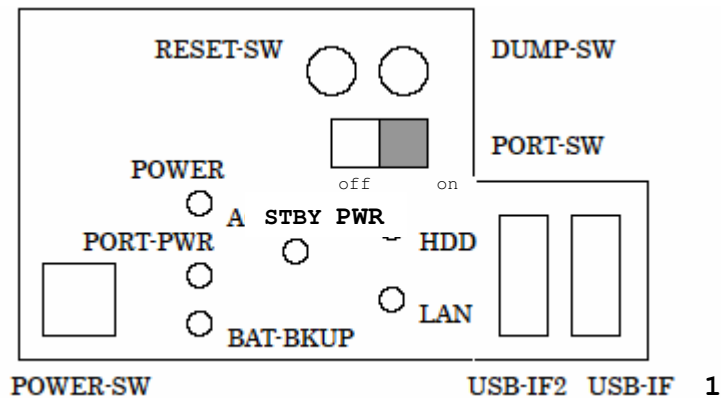 RESET-SW DUMP-SW
PORT-SW
POWER
off on
A STBY PWR
PORT-PWR HDD
LAN
BAT-BKUP
POWER-SW USB-IF2 USB-IF 1